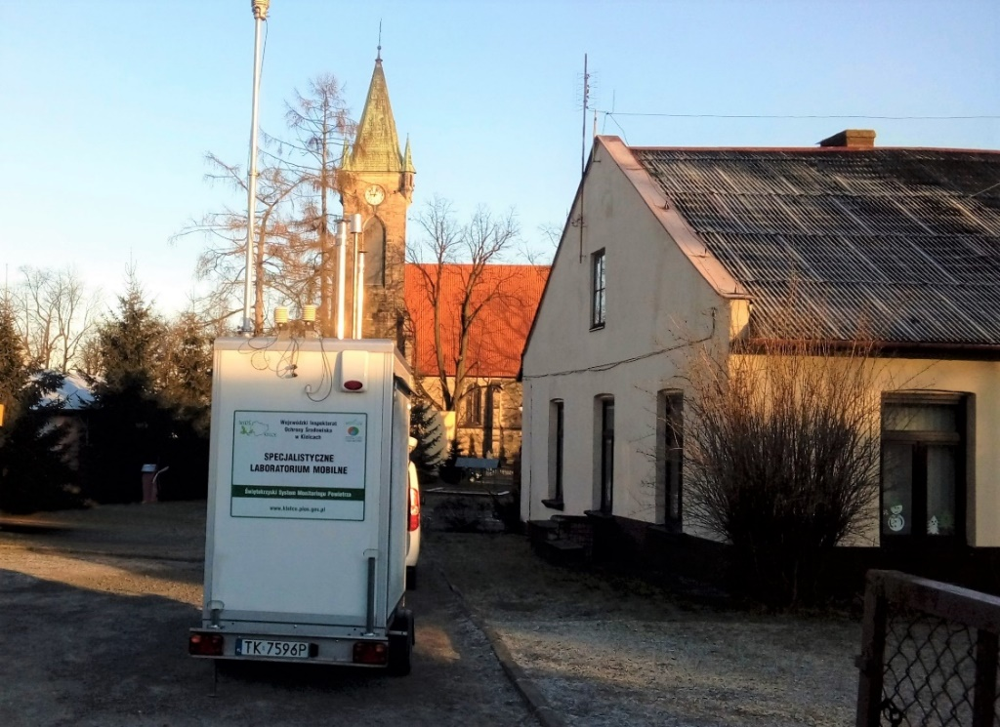 Wojewódzki Inspektorat
Ochrony Środowiska
w Kielcach
SPECJALISTYCZNE
LABORATORIUM MOBILNE
Świętokrzyski System Monitoringu Powietrza
www.kielce.pios.gov.pl
TK 7596P